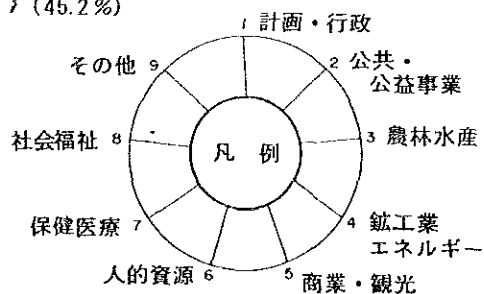 (45.2%)
1 計画・行政
2 公共・
公益事業
3 農林水産
4 鉱工業
エネルギー
5 商業・観光
6 人的資源
7 保健医療
8 社会福祉
9 その他
凡例